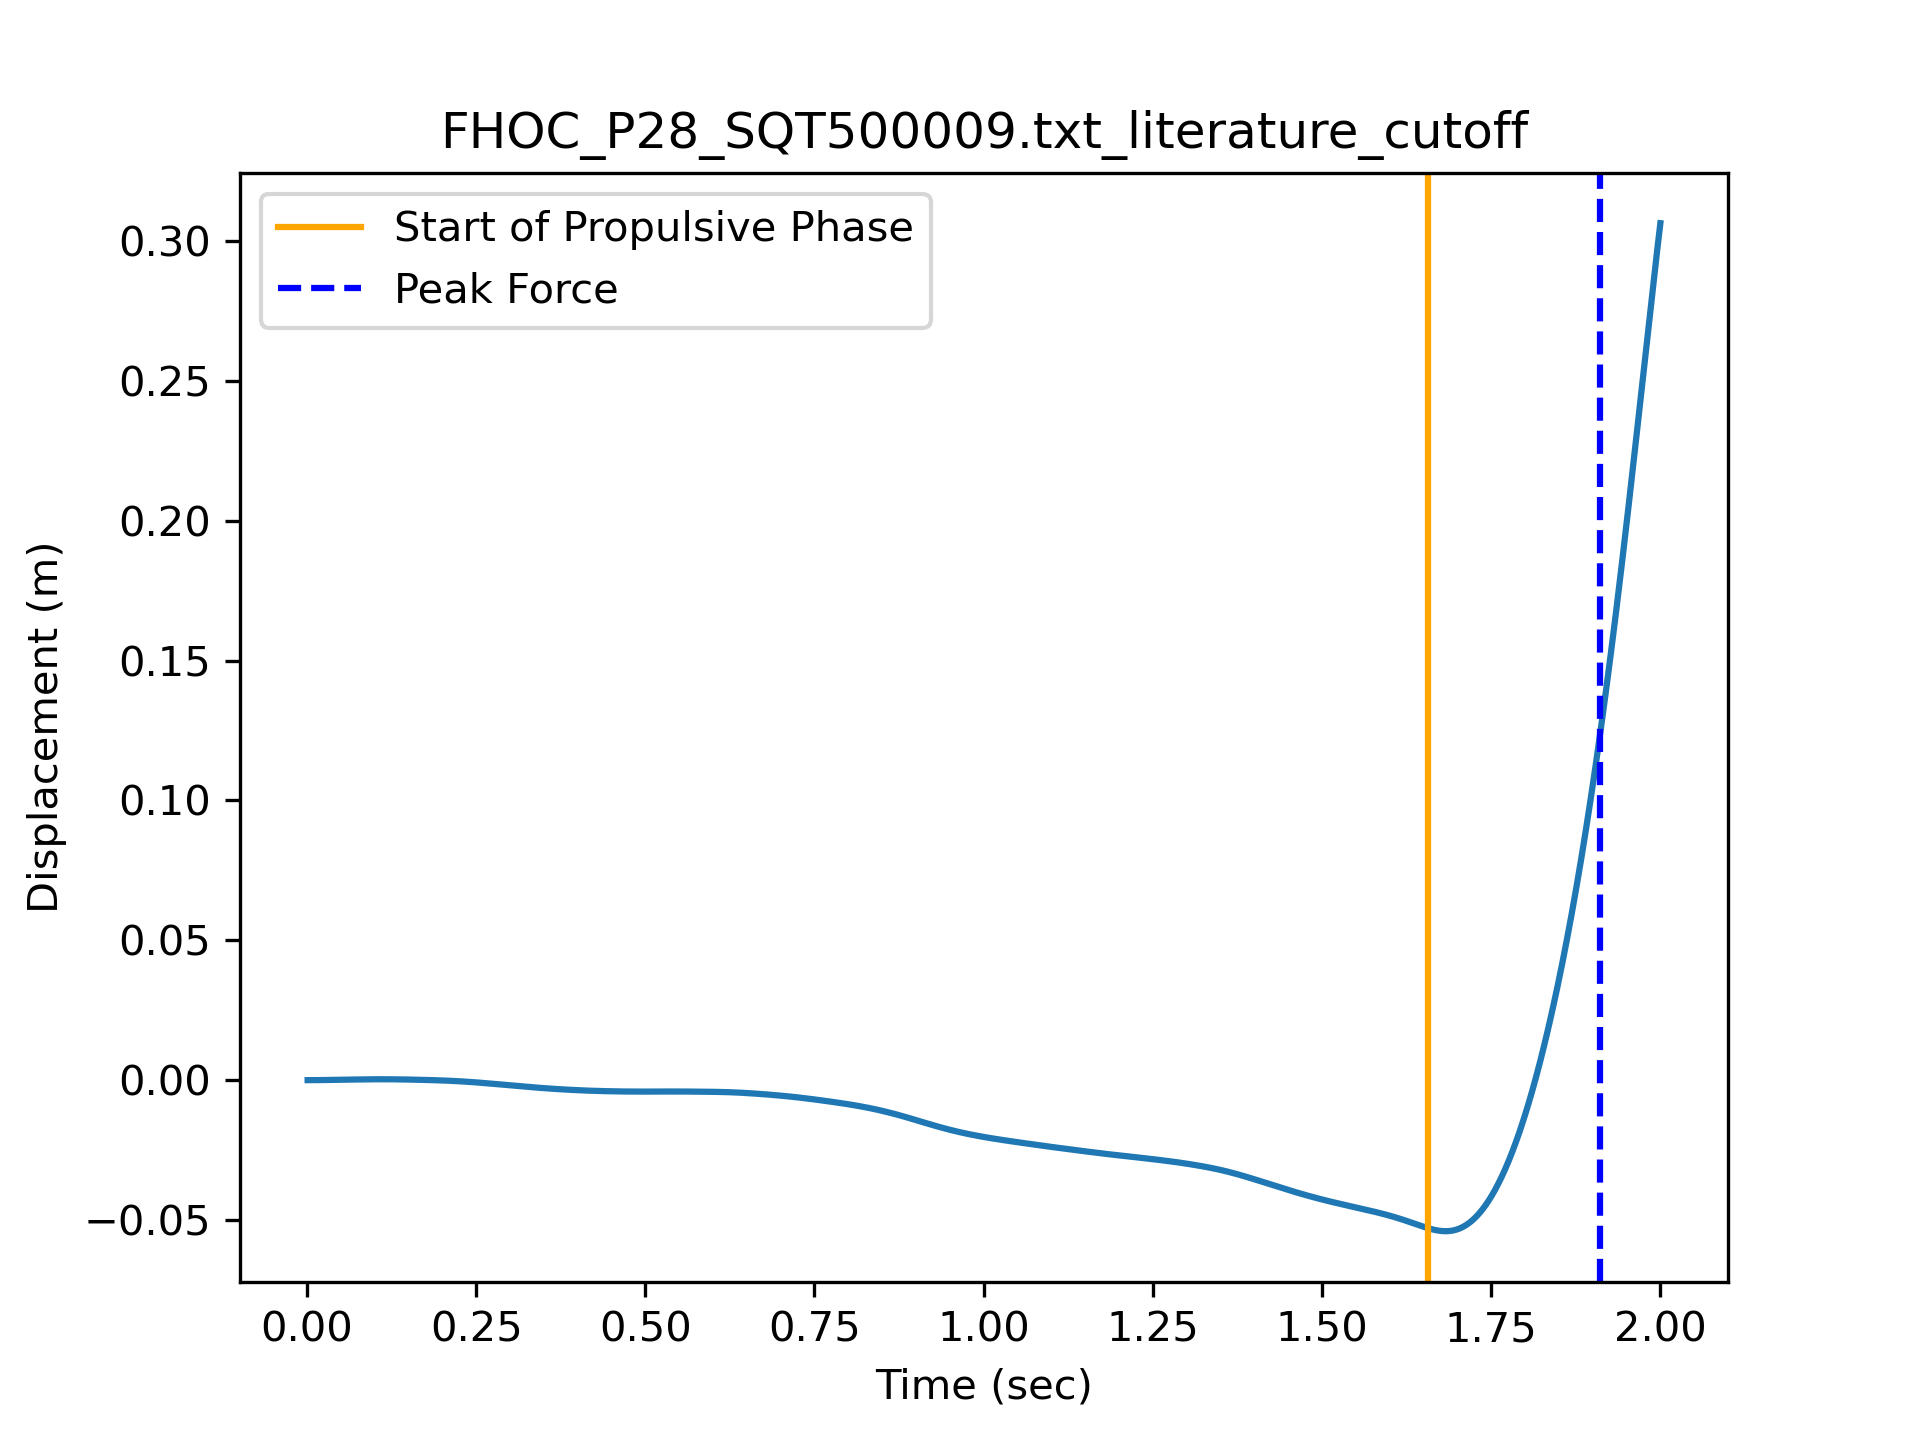 FHOC_P28_SQT500009.txt_literature_cutoff
Start of Propulsive Phase
Peak Force
0.30
0.25
0.20
0.15
0.10
0.05
0.00
−0.05
Displacement (m)
0.00 0.25 0.50 0.75 1.00 1.25 1.50 1.75 2.00
Time (sec)